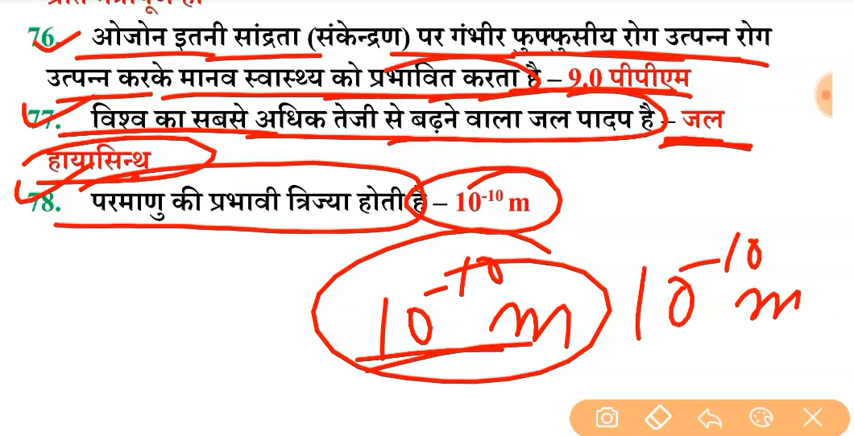 76. ओजोन इतनी सांद्रता (संकेन्द्रण) पर गंभीर फुफ्फुसीय रोग उत्पन्न रोग
उत्पन्न करके मानव स्वास्थ्य को प्रभावित करता है – 9.0 पीपीएम
77. विश्व का सबसे अधिक तेजी से बढ़ने वाला जल पादप है – जल
हायासिन्थ
78. परमाणु की प्रभावी त्रिज्या होती है – 10⁻¹⁰ m
10⁻¹⁰ m 10⁻¹⁰ m